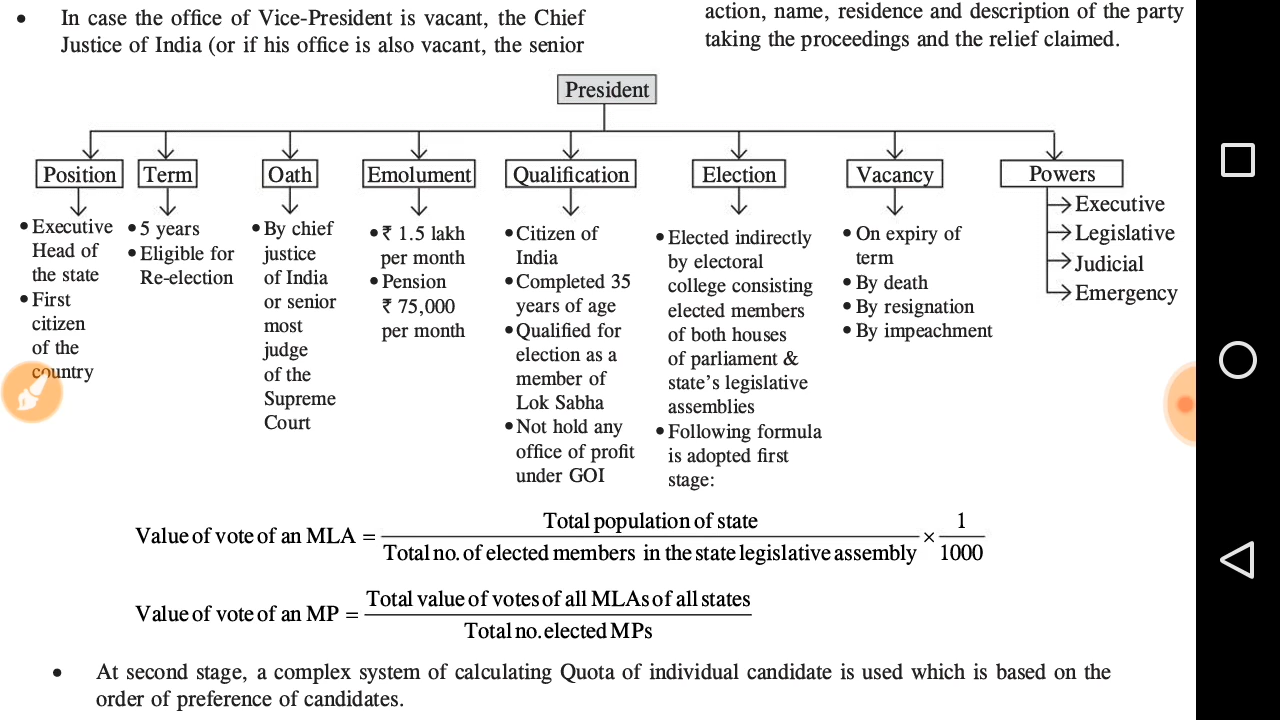 • In case the office of Vice-President is vacant, the Chief
Justice of India (or if his office is also vacant, the senior
action, name, residence and description of the party
taking the proceedings and the relief claimed.
President
Position
• Executive
Head of
the state
• First
citizen
of the
country
Term
• 5 years
• Eligible for
Re-election
Oath
• By chief
justice
of India
or senior
most
judge
of the
Supreme
Court
Emolument
• ₹ 1.5 lakh
per month
• Pension
₹ 75,000
per month
Qualification
• Citizen of
India
• Completed 35
years of age
• Qualified for
election as a
member of
Lok Sabha
• Not hold any
office of profit
under GOI
Election
• Elected indirectly
by electoral
college consisting
elected members
of both houses
of parliament &
state's legislative
assemblies
• Following formula
is adopted first
stage:
Vacancy
• On expiry of
term
• By death
• By resignation
• By impeachment
Powers
Executive
Legislative
Judicial
Emergency
Value of vote of an MLA =
Total population of state
Total no. of elected members in the state legislative assembly
×
1
1000
Value of vote of an MP =
Total value of votes of all MLAs of all states
Total no. elected MPs
• At second stage, a complex system of calculating Quota of individual candidate is used which is based on the
order of preference of candidates.